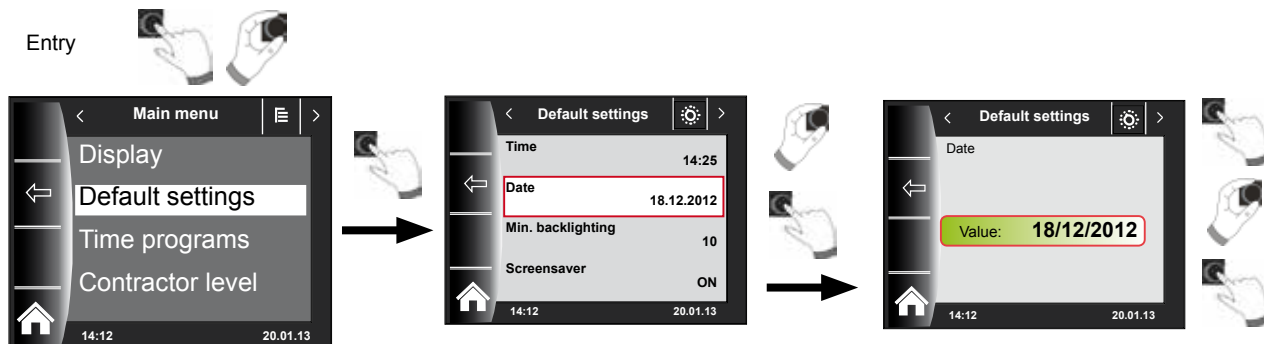 Entry
Main menu
Display
Default settings
Time programs
Contractor level
14:12 20.01.13
Default settings
Time
14:25
Date
18.12.2012
Min. backlighting
10
Screensaver
ON
14:12 20.01.13
Default settings
Date
Value: 18/12/2012
14:12 20.01.13